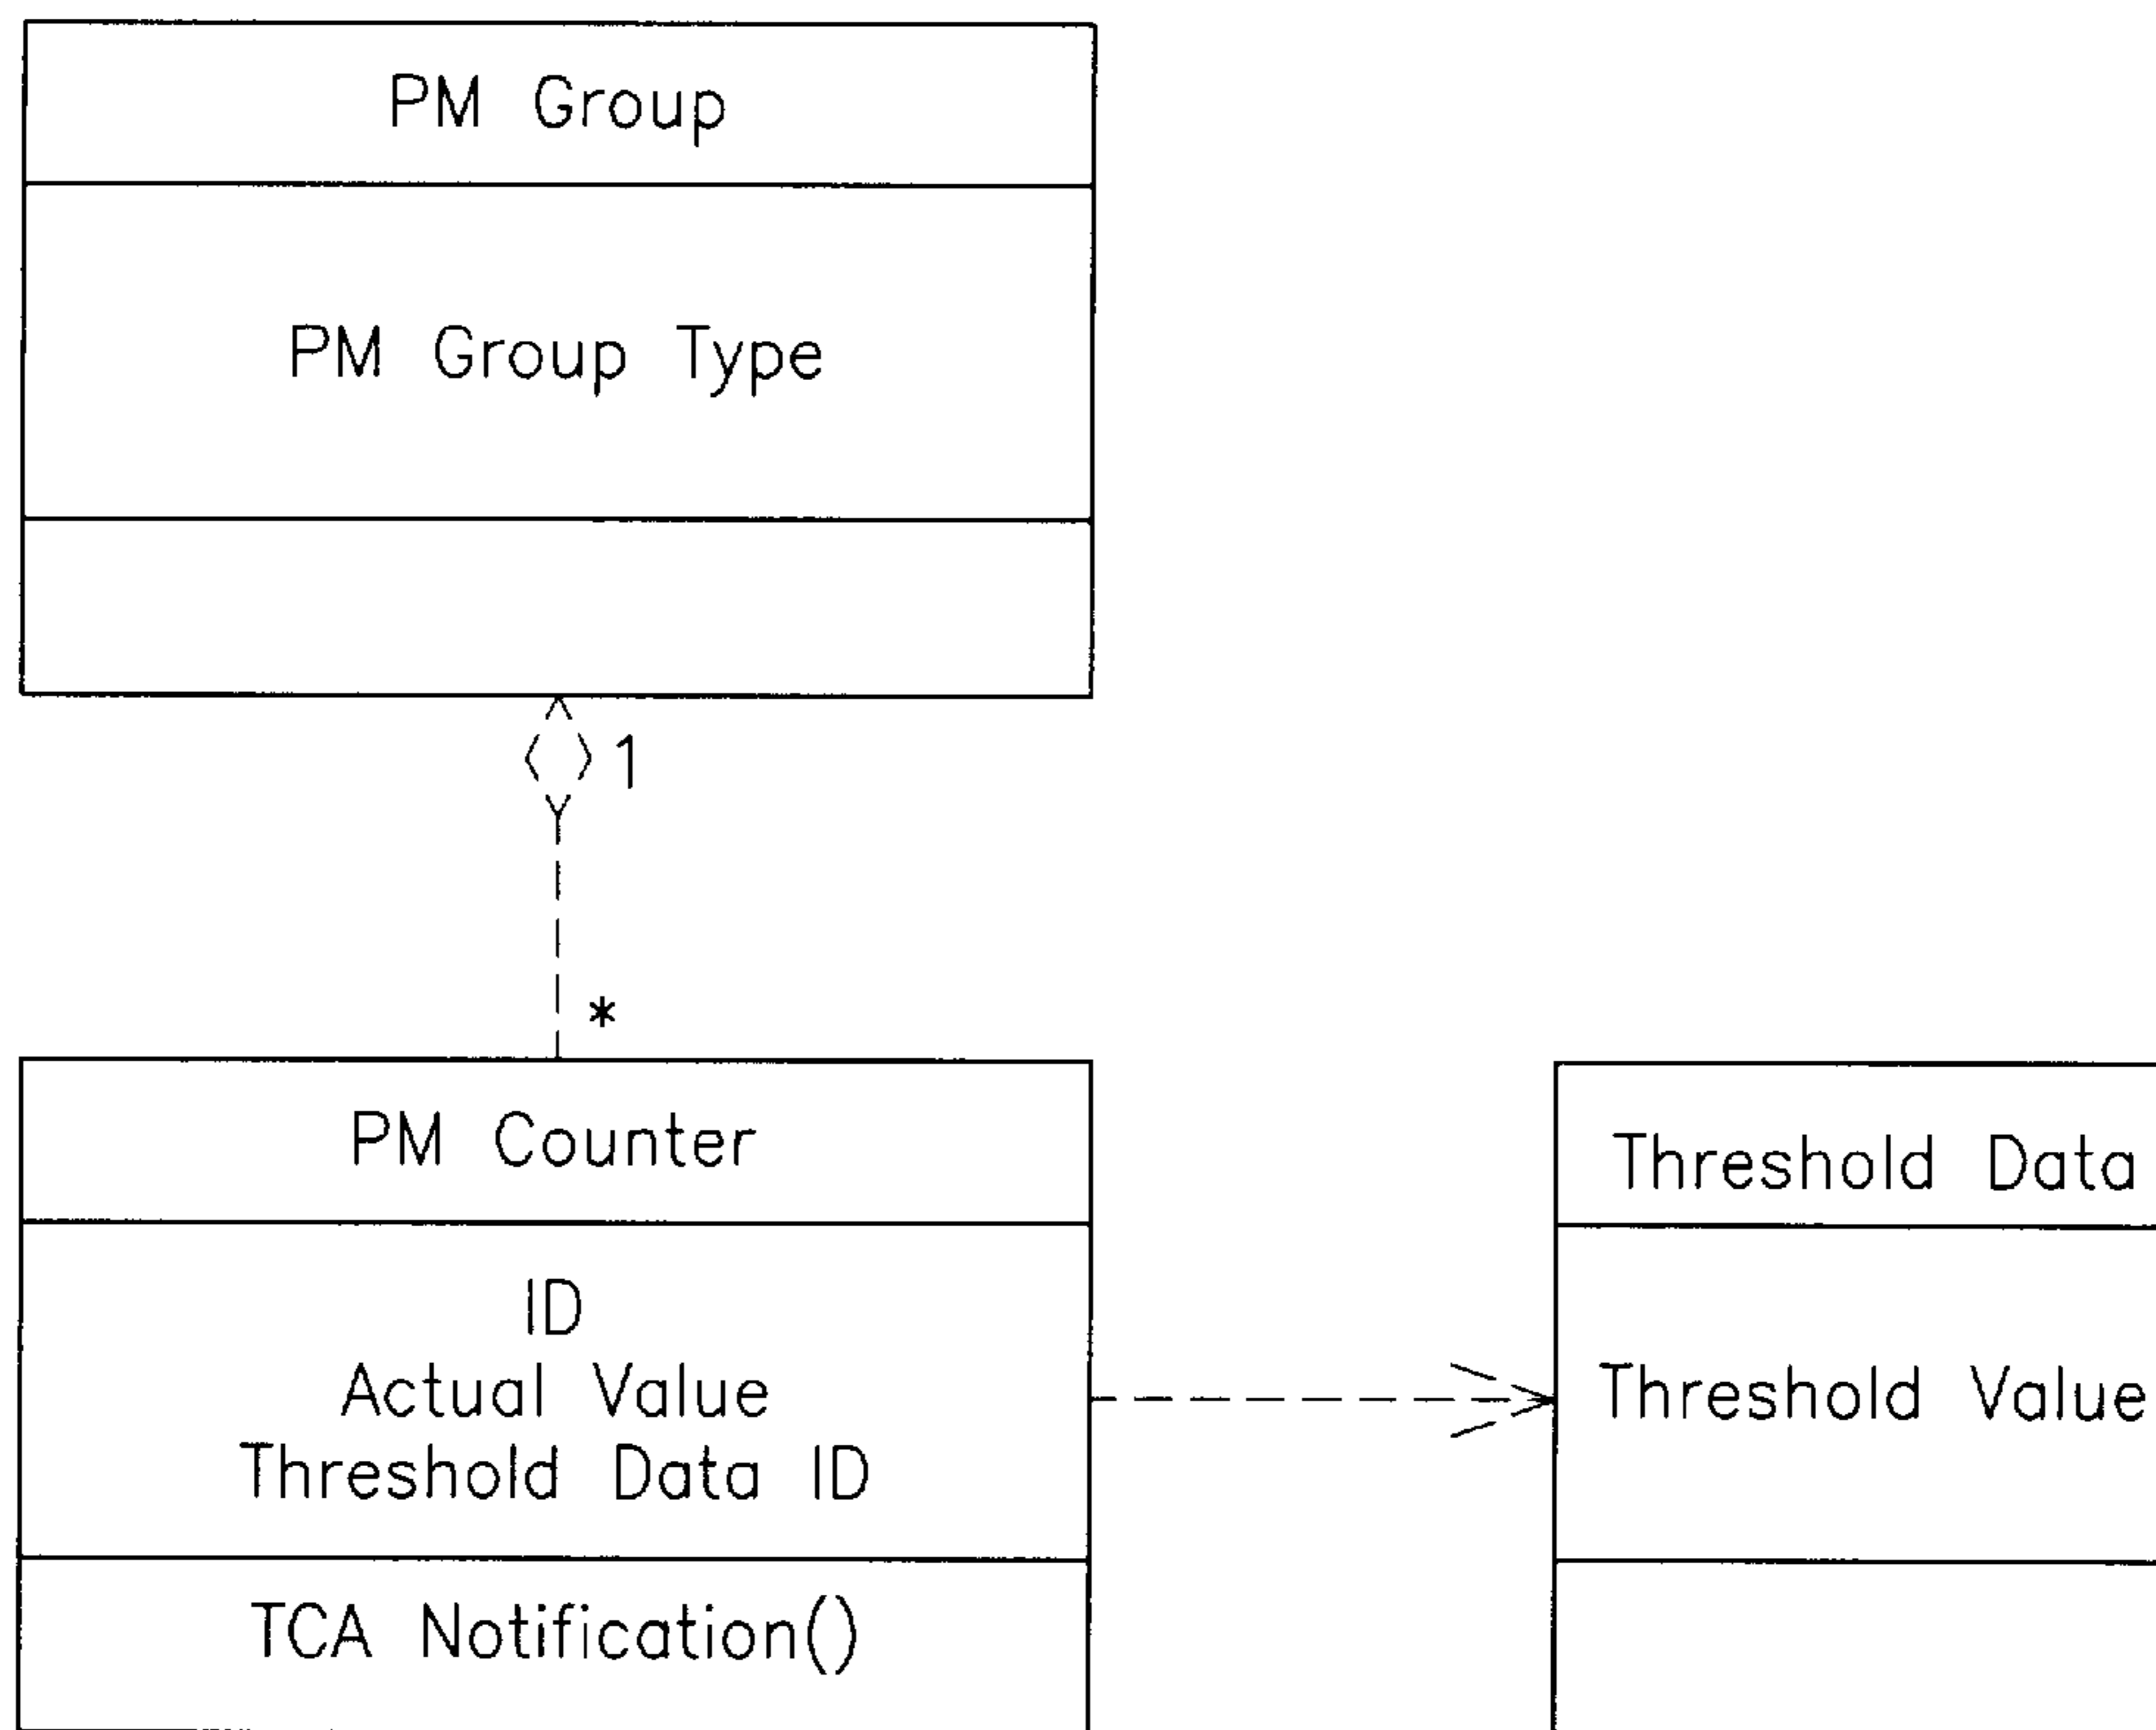 PM Group
PM Group Type
1
*
PM Counter
ID
Actual Value
Threshold Data ID
TCA Notification()
Threshold Data
Threshold Value